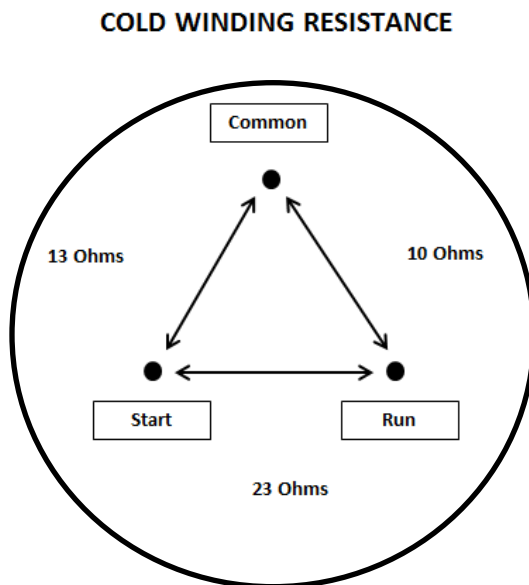 COLD WINDING RESISTANCE
Common
13 Ohms
10 Ohms
Start
Run
23 Ohms